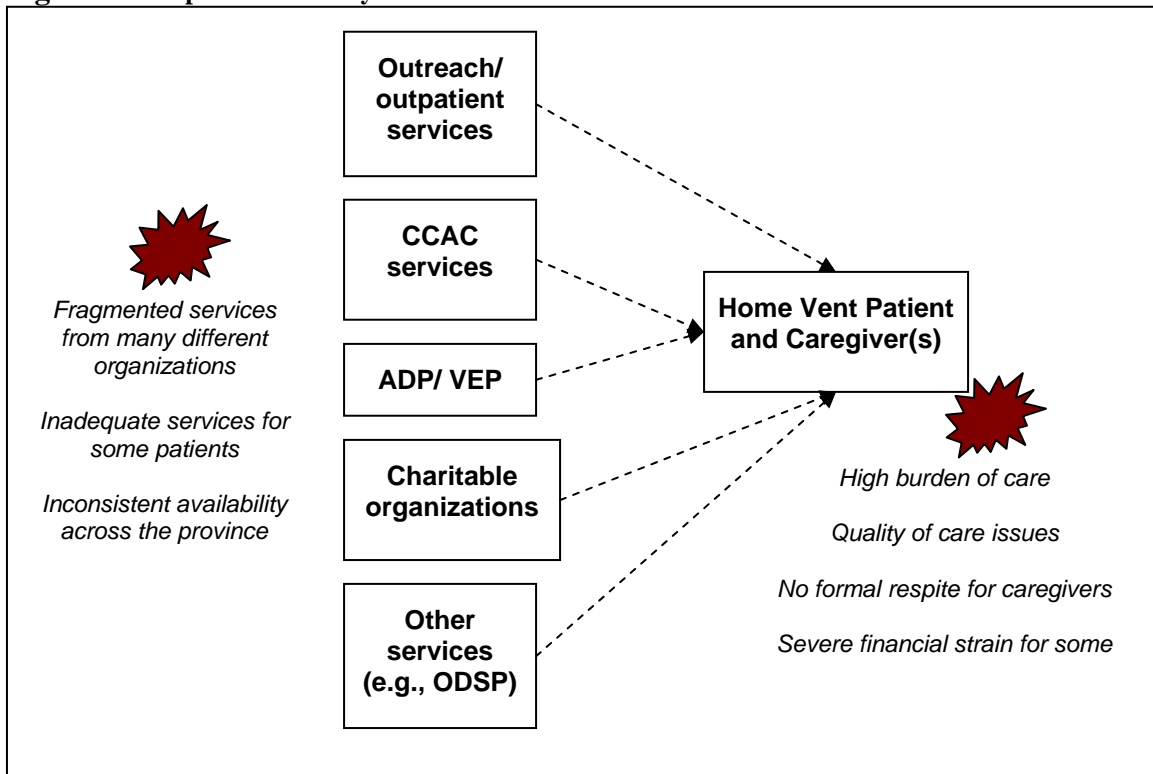 Outreach/
outpatient
services
CCAC
services
ADP/ VEP
Charitable
organizations
Other
services
(e.g., ODSP)
Fragmented services
from many different
organizations
Inadequate services for
some patients
Inconsistent availability
across the province
Home Vent Patient
and Caregiver(s)
High burden of care
Quality of care issues
No formal respite for caregivers
Severe financial strain for some